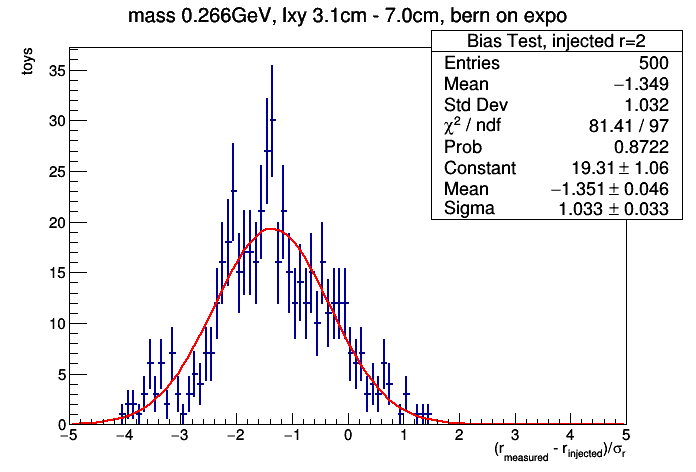 mass 0.266GeV, lxy 3.1cm - 7.0cm, bern on expo
toys
Bias Test, injected r=2
Entries 500
Mean −1.349
Std Dev 1.032
χ² / ndf 81.41 / 97
Prob 0.8722
Constant 19.31 ± 1.06
Mean −1.351 ± 0.046
Sigma 1.033 ± 0.033
35
30
25
20
15
10
5
0
−5 −4 −3 −2 −1 0 1 2 3 4 5
(r_measured - r_injected)/σ_r